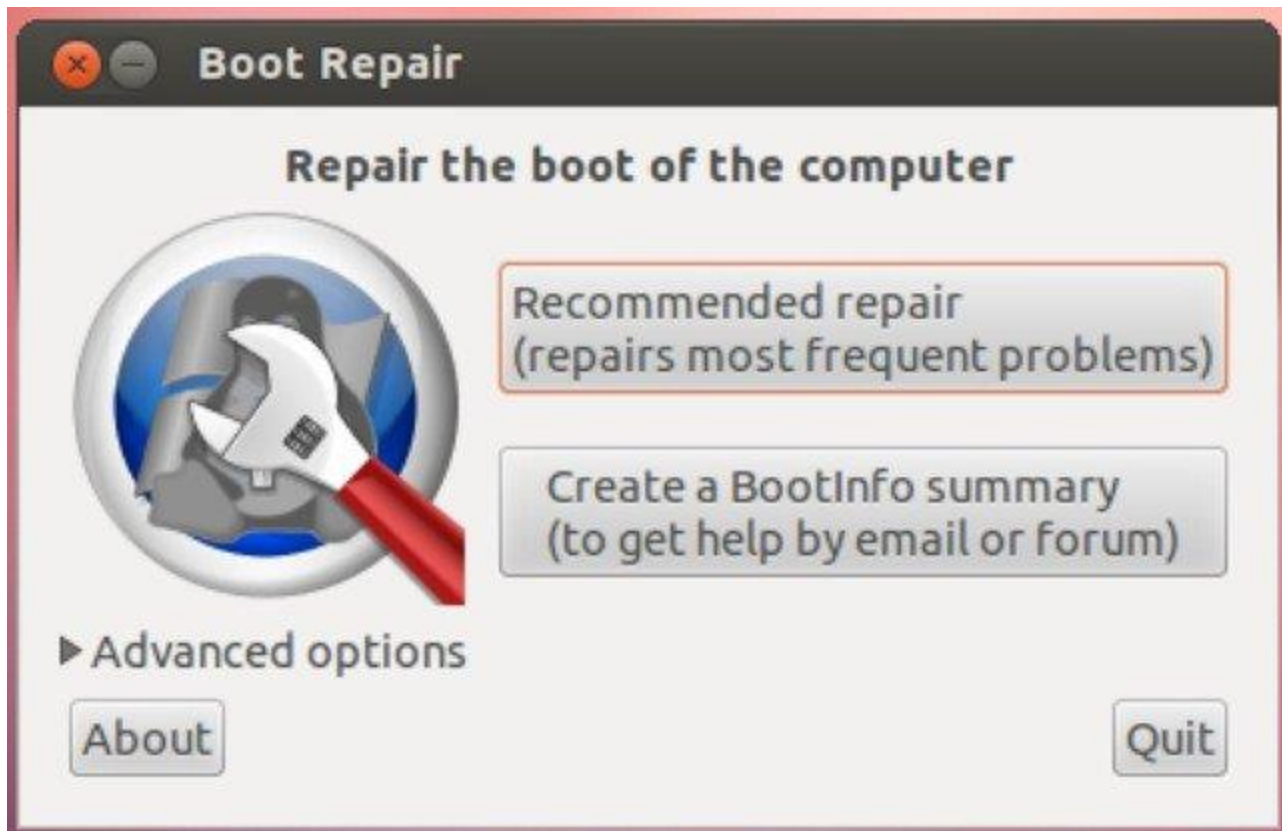 Boot Repair
Repair the boot of the computer
Recommended repair
(repairs most frequent problems)
Create a BootInfo summary
(to get help by email or forum)
Advanced options
About
Quit